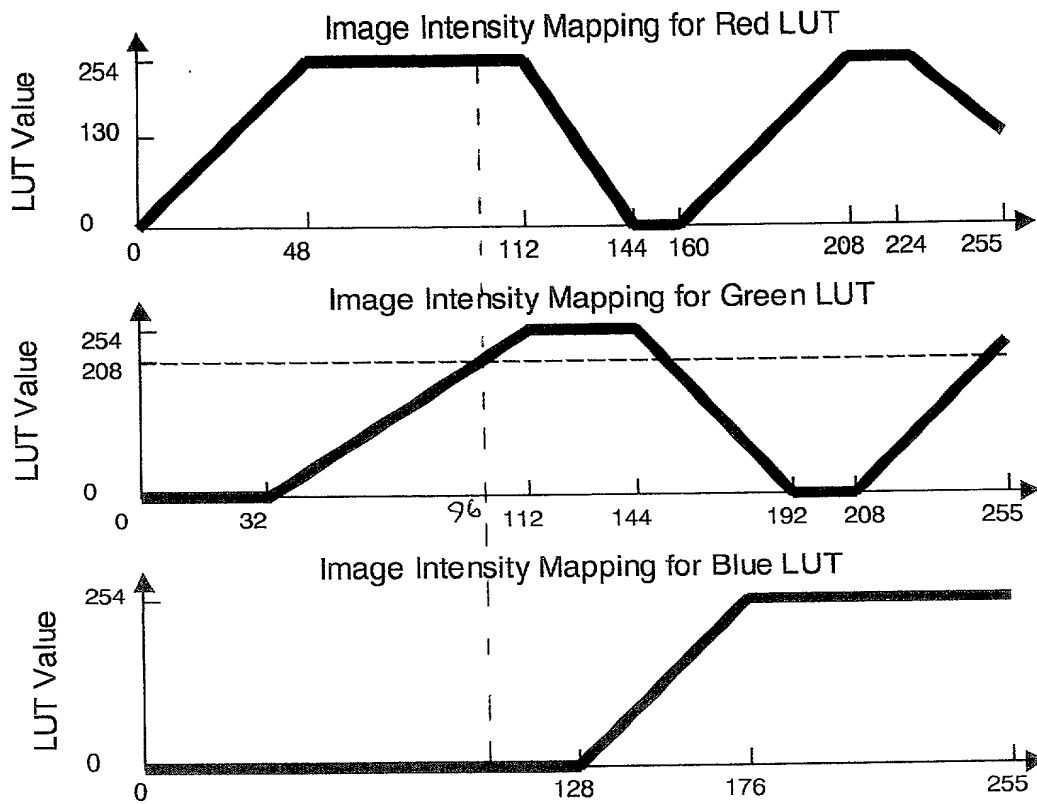 Image Intensity Mapping for Red LUT
LUT Value
254
130
0
0 48 112 144 160 208 224 255
Image Intensity Mapping for Green LUT
LUT Value
254
208
0
0 32 96 112 144 192 208 255
Image Intensity Mapping for Blue LUT
LUT Value
254
0
0 128 176 255